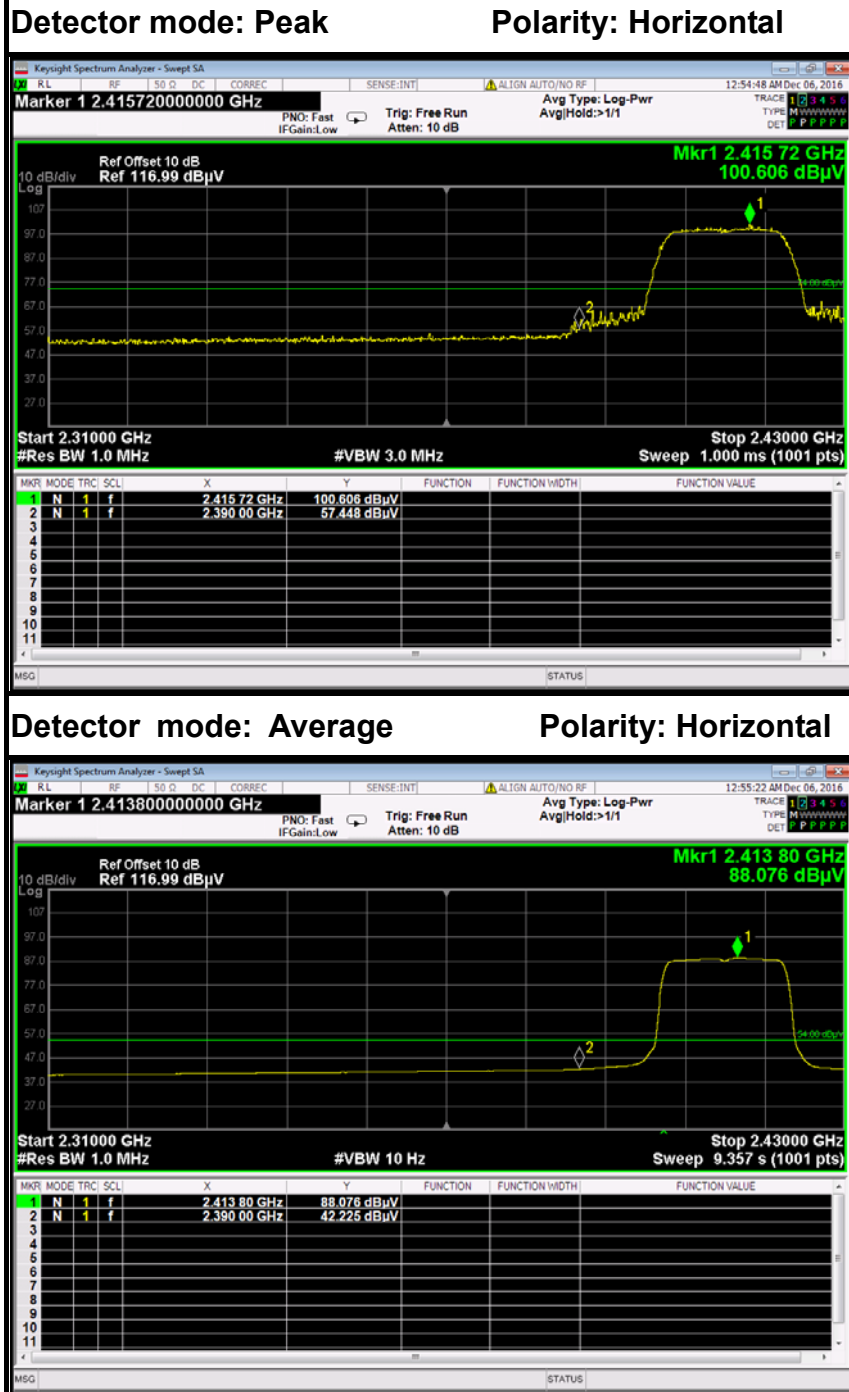 Detector mode: Peak Polarity: Horizontal
Keysight Spectrum Analyzer - Swept SA
RL RF 50 Ω DC CORREC SENSE:INT ALIGN AUTO/NO RF 12:54:48 AM Dec 06, 2016
Marker 1 2.415720000000 GHz
PNO: Fast
IFGain:Low
Trig: Free Run
Atten: 10 dB
Avg Type: Log-Pwr
Avg|Hold:>1/1
TRACE 1 2 3 4 5 6
TYPE M WWWWW
DET P P P P P P
Mkr1 2.415 72 GHz
100.606 dBµV
Ref Offset 10 dB
10 dB/div Ref 116.99 dBµV
Log
107
97.0
87.0
77.0
67.0
57.0
47.0
37.0
27.0
1
2
74.00 dBµV
Start 2.31000 GHz Stop 2.43000 GHz
#Res BW 1.0 MHz #VBW 3.0 MHz Sweep 1.000 ms (1001 pts)
MKR MODE TRC SCL X Y FUNCTION FUNCTION WIDTH FUNCTION VALUE
1 N 1 f 2.415 72 GHz 100.606 dBµV
2 N 1 f 2.390 00 GHz 57.448 dBµV
3
4
5
6
7
8
9
10
11
MSG STATUS
Detector mode: Average Polarity: Horizontal
Keysight Spectrum Analyzer - Swept SA
RL RF 50 Ω DC CORREC SENSE:INT ALIGN AUTO/NO RF 12:55:22 AM Dec 06, 2016
Marker 1 2.413800000000 GHz
PNO: Fast
IFGain:Low
Trig: Free Run
Atten: 10 dB
Avg Type: Log-Pwr
Avg|Hold:>1/1
TRACE 1 2 3 4 5 6
TYPE M WWWWW
DET P P P P P P
Mkr1 2.413 80 GHz
88.076 dBµV
Ref Offset 10 dB
10 dB/div Ref 116.99 dBµV
Log
107
97.0
87.0
77.0
67.0
57.0
47.0
37.0
27.0
1
2
54.00 dBµV
Start 2.31000 GHz Stop 2.43000 GHz
#Res BW 1.0 MHz #VBW 10 Hz Sweep 9.357 s (1001 pts)
MKR MODE TRC SCL X Y FUNCTION FUNCTION WIDTH FUNCTION VALUE
1 N 1 f 2.413 80 GHz 88.076 dBµV
2 N 1 f 2.390 00 GHz 42.225 dBµV
3
4
5
6
7
8
9
10
11
MSG STATUS